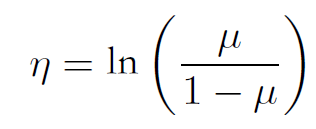 η = ln ( μ / (1 − μ) )